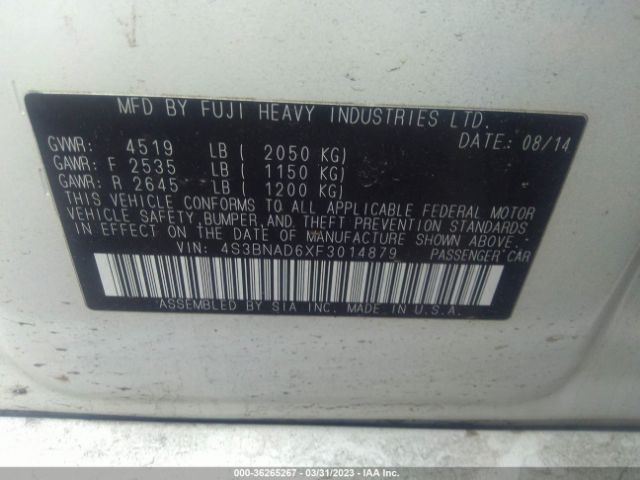 MFD BY FUJI HEAVY INDUSTRIES LTD.
DATE: 08/14
GVWR: 4519 LB ( 2050 KG)
GAWR: F 2535 LB ( 1150 KG)
GAWR: R 2645 LB ( 1200 KG)
THIS VEHICLE CONFORMS TO ALL APPLICABLE FEDERAL MOTOR
VEHICLE SAFETY, BUMPER, AND THEFT PREVENTION STANDARDS
IN EFFECT ON THE DATE OF MANUFACTURE SHOWN ABOVE.
VIN: 4S3BNAD6XF3014879 PASSENGER CAR
ASSEMBLED BY SIA INC. IN U.S.A.
000-36265267 - 03/31/2023 - IAA Inc.